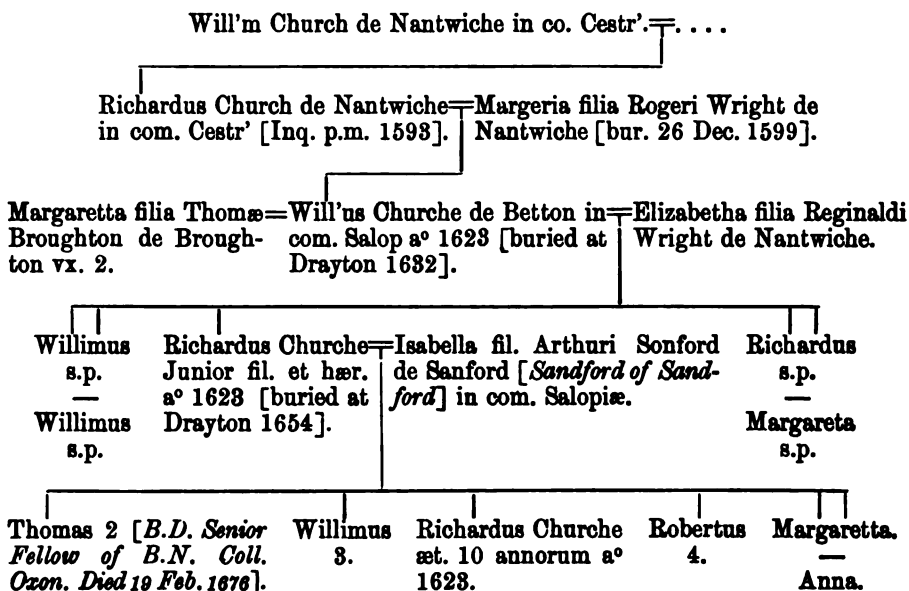 Will'm Church de Nantwiche in co. Cestr'.=....
Richardus Church de Nantwiche=Margeria filia Rogeri Wright de
in com. Cestr' [Inq. p.m. 1593]. Nantwiche [bur. 26 Dec. 1599].
Margaretta filia Thomæ=Will'us Churche de Betton in=Elizabetha filia Reginaldi
Broughton de Brough- com. Salop aº 1623 [buried at Wright de Nantwiche.
ton vx. 2. Drayton 1632].
Willimus Richardus Churche=Isabella fil. Arthuri Sonford Richardus
s.p. Junior fil. et hær. de Sanford [Sandford of Sand- s.p.
— aº 1623 [buried at ford] in com. Salopiæ. —
Willimus Drayton 1654]. Margareta
s.p. s.p.
Thomas 2 [B.D. Senior Willimus Richardus Churche Robertus Margaretta.
Fellow of B.N. Coll. 3. æt. 10 annorum aº 4. —
Oxon. Died 19 Feb. 1676]. 1623. Anna.